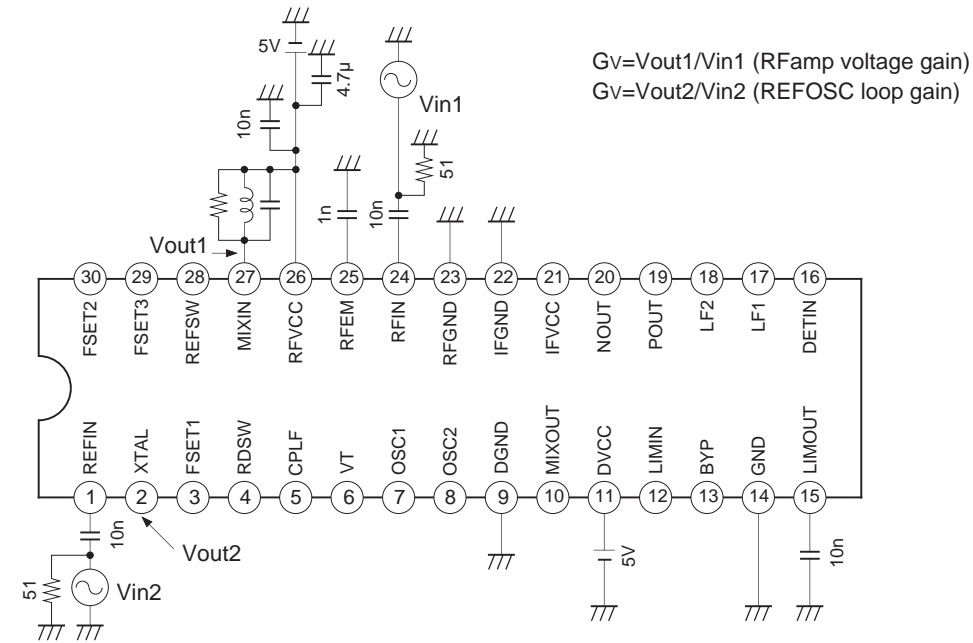 5V
4.7µ
10n
Vin1
51
1n
10n
Gv=Vout1/Vin1 (RFamp voltage gain)
Gv=Vout2/Vin2 (REFOSC loop gain)
Vout1
30 29 28 27 26 25 24 23 22 21 20 19 18 17 16
FSET2 FSET3 REFSW MIXIN RFVCC RFEM RFIN RFGND IFGND IFVCC NOUT POUT LF2 LF1 DETIN
REFIN XTAL FSET1 RDSW CPLF VT OSC1 OSC2 DGND MIXOUT DVCC LIMIN BYP GND LIMOUT
1 2 3 4 5 6 7 8 9 10 11 12 13 14 15
10n
Vout2
51
Vin2
5V
10n